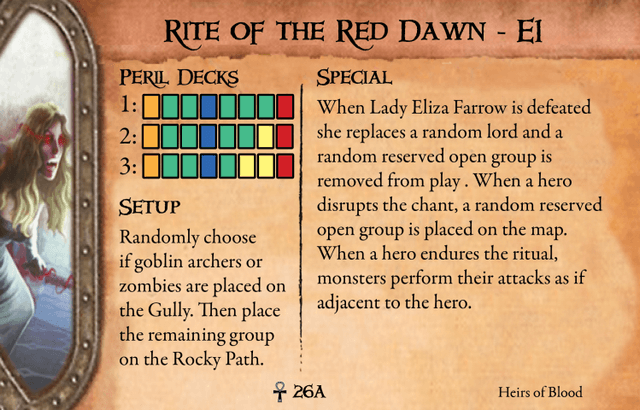 Rite of the Red Dawn - E1
Peril Decks
1:
2:
3:
Setup
Randomly choose
if goblin archers or
zombies are placed on
the Gully. Then place
the remaining group
on the Rocky Path.
Special
When Lady Eliza Farrow is defeated
she replaces a random lord and a
random reserved open group is
removed from play . When a hero
disrupts the chant, a random reserved
open group is placed on the map.
When a hero endures the ritual,
monsters perform their attacks as if
adjacent to the hero.
26A
Heirs of Blood